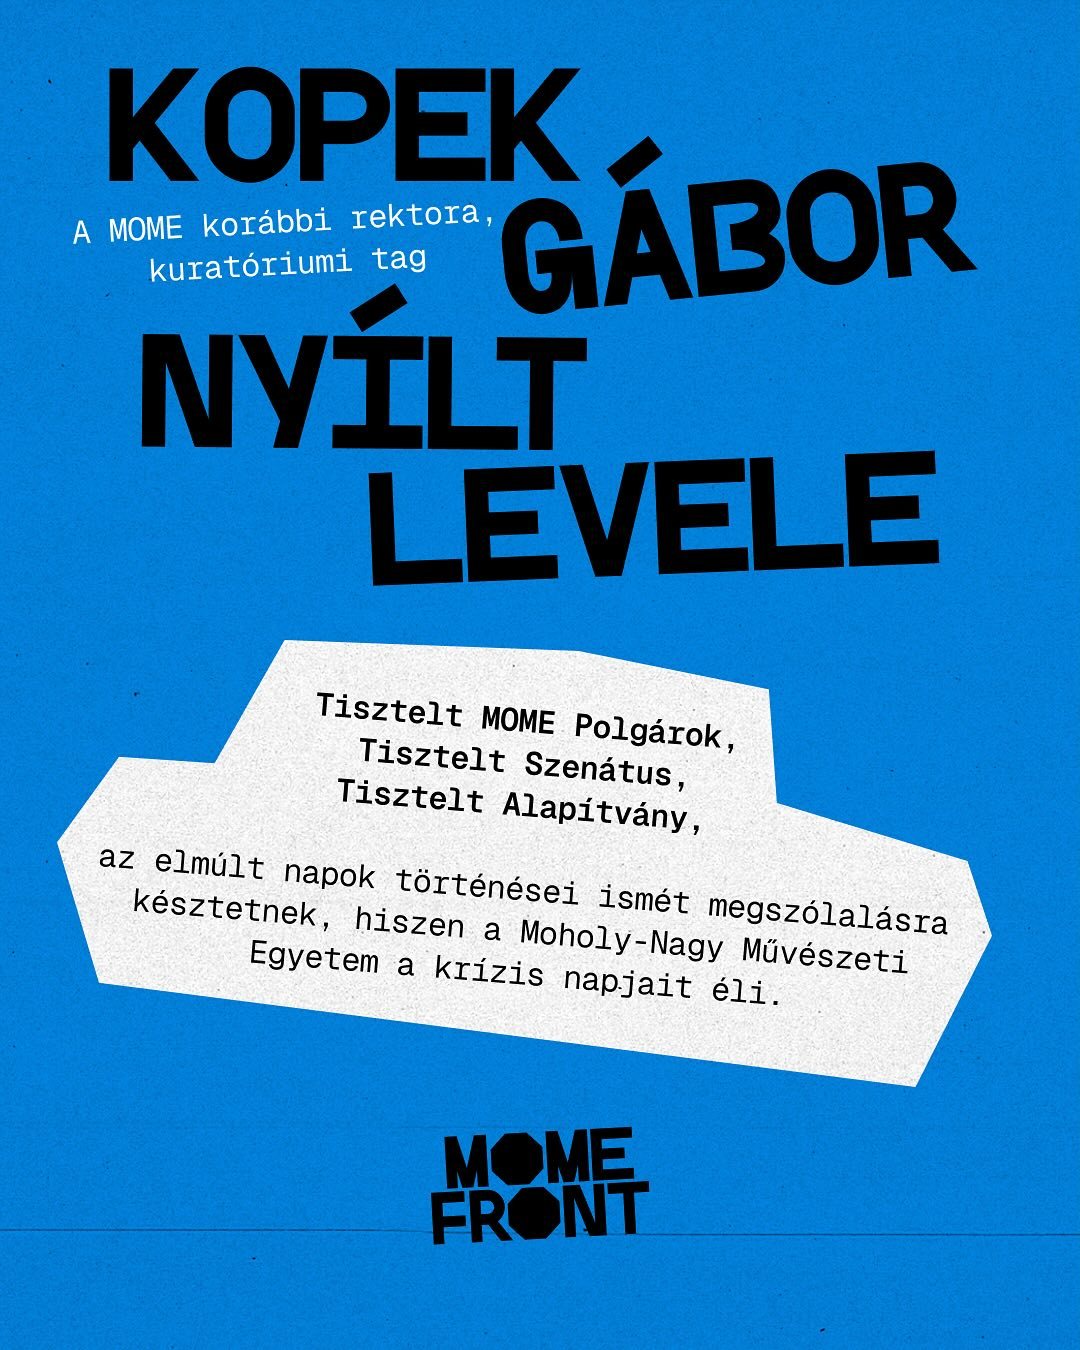 KOPEK
GÁBOR
A MOME korábbi rektora,
kuratóriumi tag
NYÍLT
LEVELE
Tisztelt MOME Polgárok,
Tisztelt Szenátus,
Tisztelt Alapítvány,
az elmúlt napok történései ismét megszólalásra
késztetnek, hiszen a Moholy-Nagy Művészeti
Egyetem a krízis napjait éli.
MOME
FRONT